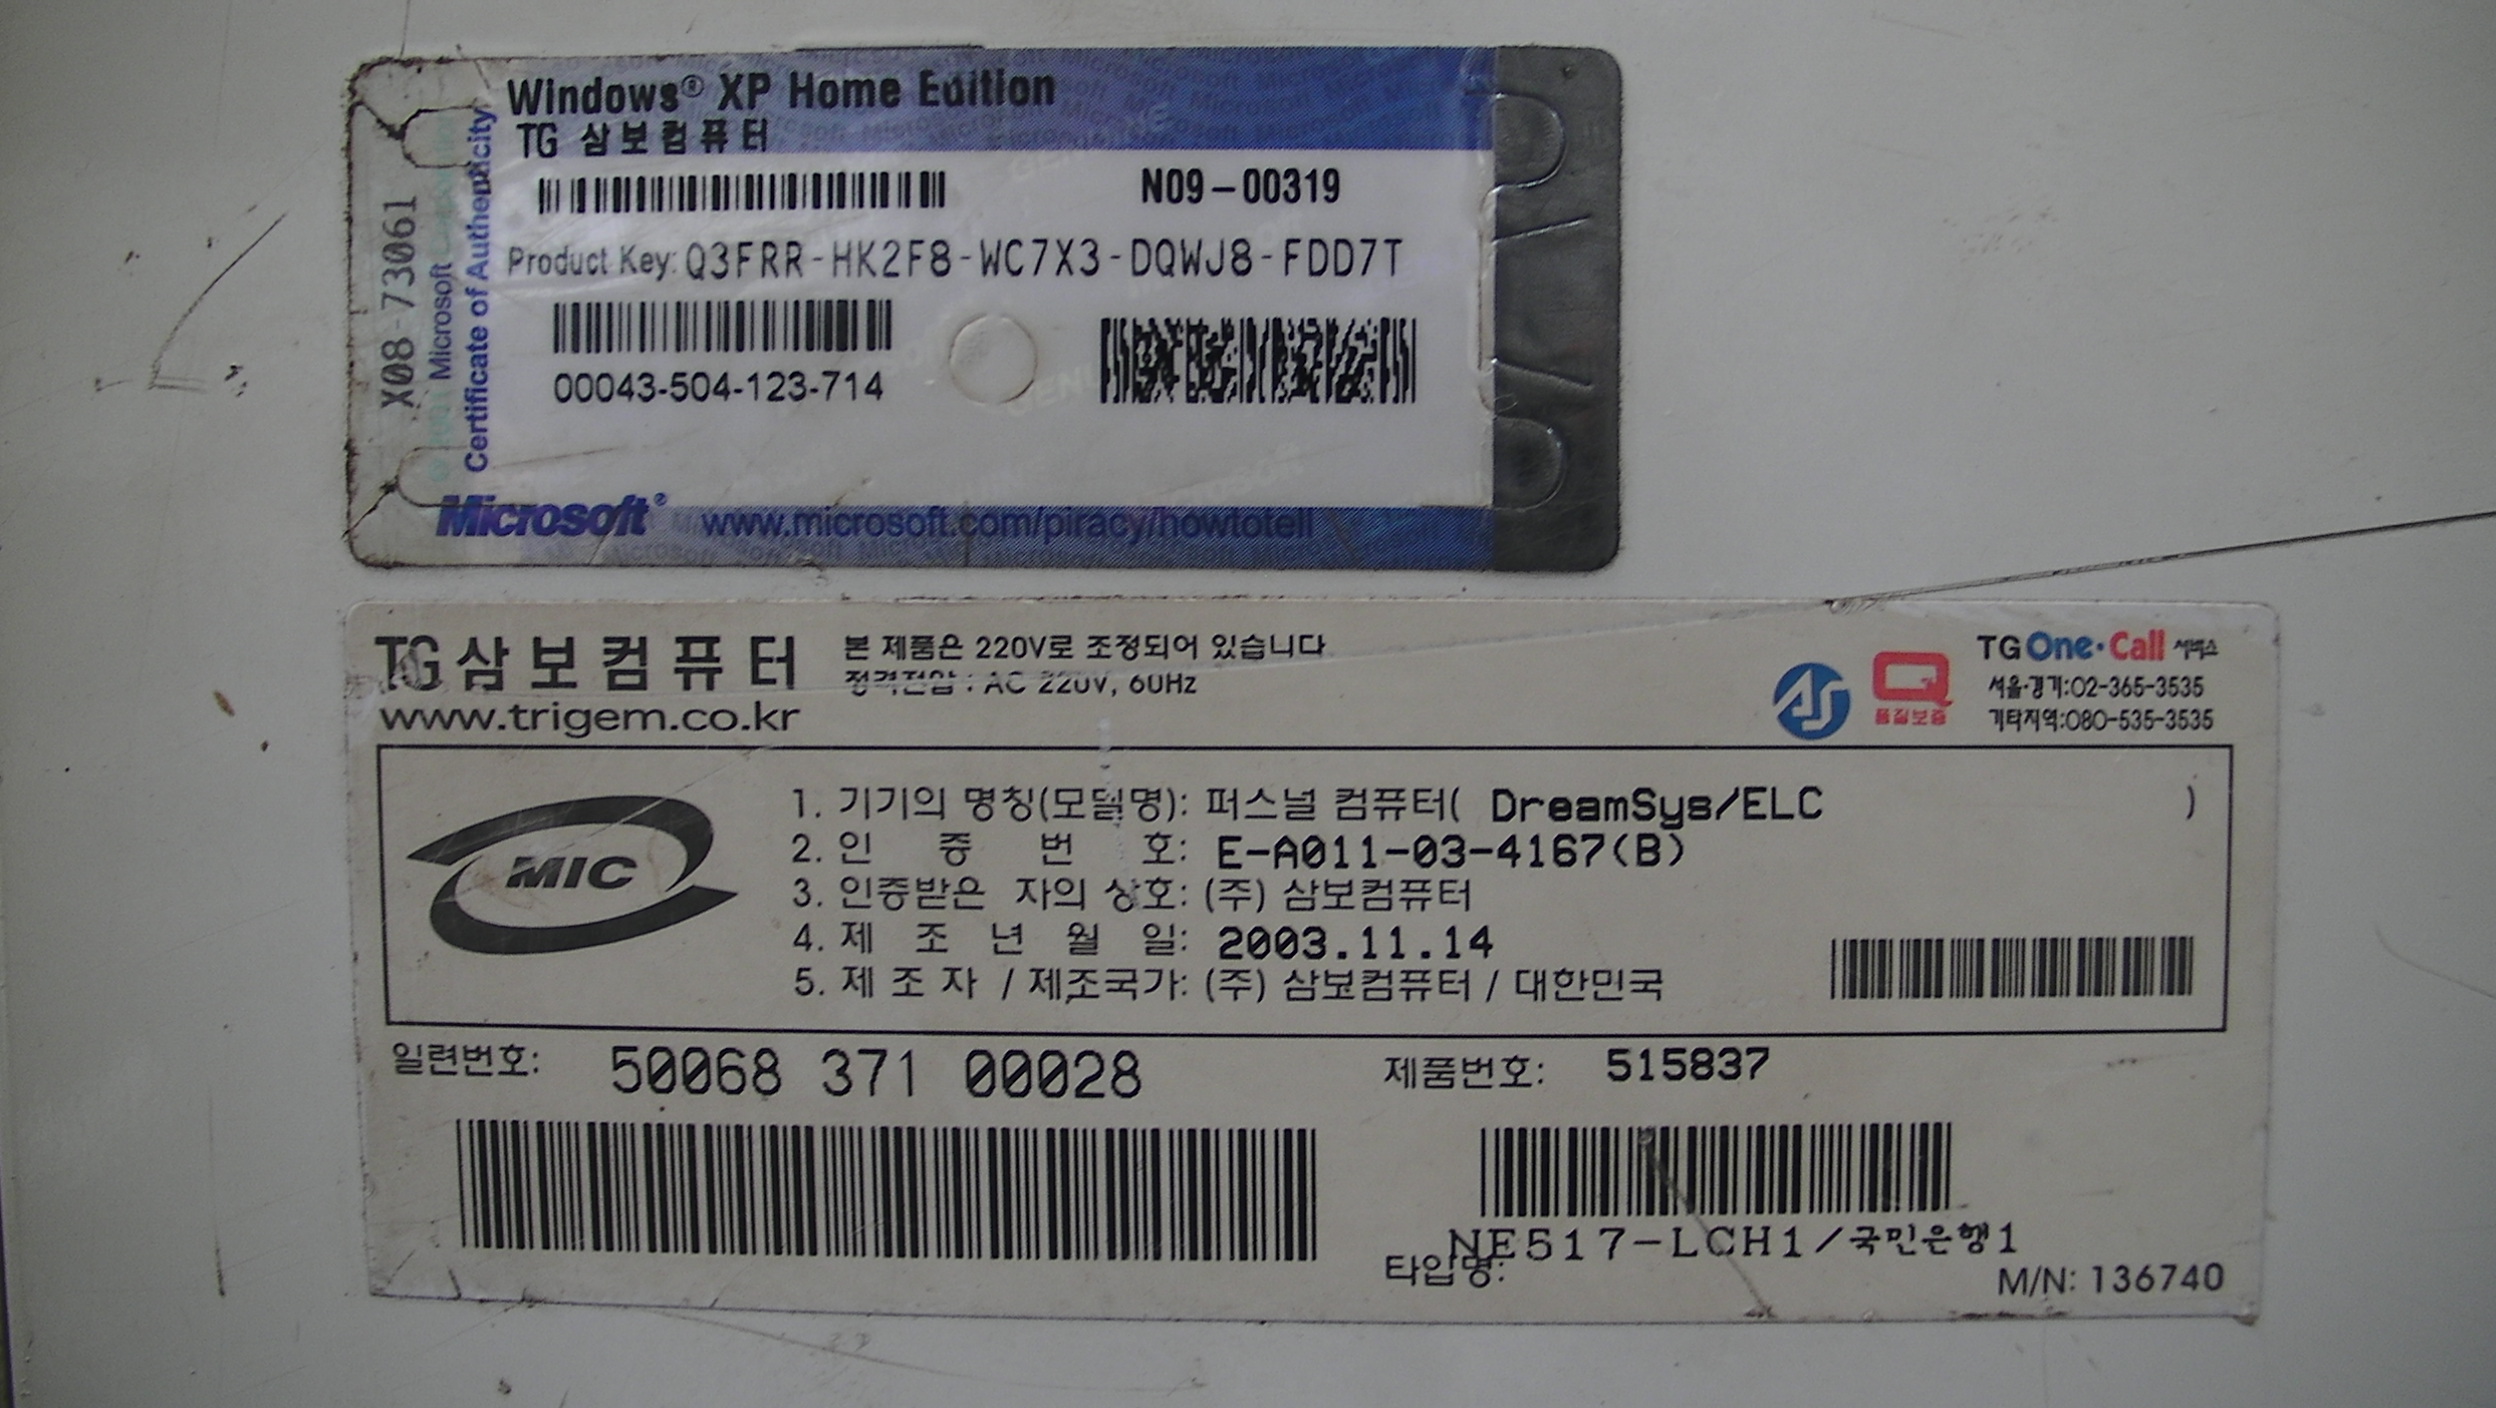 Windows® XP Home Edition
TG 삼보컴퓨터
N09-00319
Product Key: Q3FRR-HK2F8-WC7X3-DQWJ8-FDD7T
00043-504-123-714
X08-73061
Microsoft
Certificate of Authenticity
Microsoft® www.microsoft.com/piracy/howtotell
TG 삼보컴퓨터
www.trigem.co.kr
본 제품은 220V로 조정되어 있습니다
정격전압 : AC 220V, 60Hz
AS
Q
품질보증
TG One·Call 서비스
서울·경기:02-365-3535
기타지역:080-535-3535
MIC
1. 기기의 명칭(모델명): 퍼스널 컴퓨터( DreamSys/ELC )
2. 인 증 번 호: E-A011-03-4167(B)
3. 인증받은 자의 상호: (주) 삼보컴퓨터
4. 제 조 년 월 일: 2003.11.14
5. 제 조 자 / 제조국가: (주) 삼보컴퓨터 / 대한민국
일련번호: 50068 371 00028
제품번호: 515837
NE517-LCH1/국민은행1
타입명:
M/N: 136740